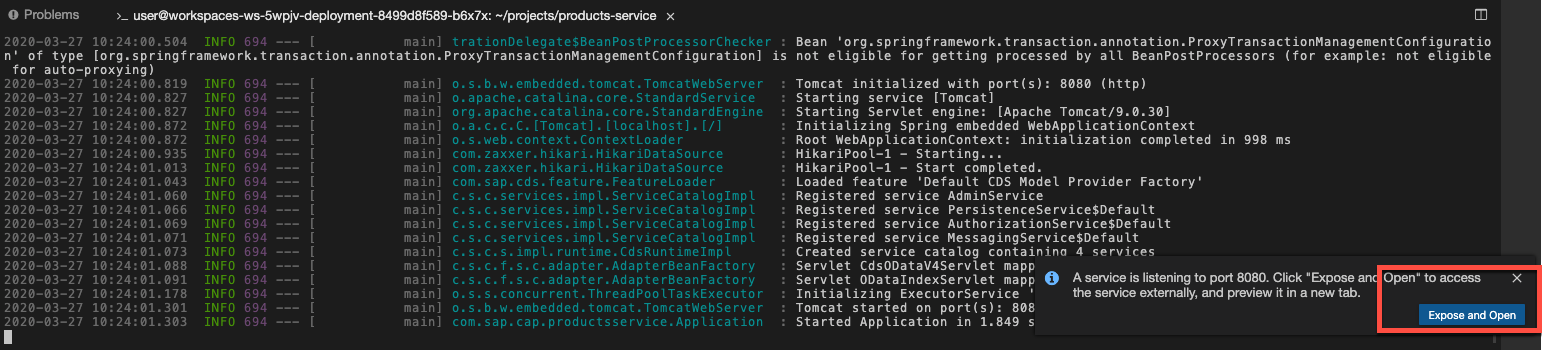 Problems
>_ user@workspaces-ws-5wpjv-deployment-8499d8f589-b6x7x: ~/projects/products-service ×
2020-03-27 10:24:00.504 INFO 694 --- [ main] trationDelegate$BeanPostProcessorChecker : Bean 'org.springframework.transaction.annotation.ProxyTransactionManagementConfiguratio
n' of type [org.springframework.transaction.annotation.ProxyTransactionManagementConfiguration] is not eligible for getting processed by all BeanPostProcessors (for example: not eligible
for auto-proxying)
2020-03-27 10:24:00.819 INFO 694 --- [ main] o.s.b.w.embedded.tomcat.TomcatWebServer : Tomcat initialized with port(s): 8080 (http)
2020-03-27 10:24:00.827 INFO 694 --- [ main] o.apache.catalina.core.StandardService : Starting service [Tomcat]
2020-03-27 10:24:00.827 INFO 694 --- [ main] org.apache.catalina.core.StandardEngine : Starting Servlet engine: [Apache Tomcat/9.0.30]
2020-03-27 10:24:00.872 INFO 694 --- [ main] o.a.c.c.C.[Tomcat].[localhost].[/] : Initializing Spring embedded WebApplicationContext
2020-03-27 10:24:00.872 INFO 694 --- [ main] o.s.web.context.ContextLoader : Root WebApplicationContext: initialization completed in 998 ms
2020-03-27 10:24:00.935 INFO 694 --- [ main] com.zaxxer.hikari.HikariDataSource : HikariPool-1 - Starting...
2020-03-27 10:24:01.013 INFO 694 --- [ main] com.zaxxer.hikari.HikariDataSource : HikariPool-1 - Start completed.
2020-03-27 10:24:01.043 INFO 694 --- [ main] com.sap.cds.feature.FeatureLoader : Loaded feature 'Default CDS Model Provider Factory'
2020-03-27 10:24:01.060 INFO 694 --- [ main] c.s.c.services.impl.ServiceCatalogImpl : Registered service AdminService
2020-03-27 10:24:01.066 INFO 694 --- [ main] c.s.c.services.impl.ServiceCatalogImpl : Registered service PersistenceService$Default
2020-03-27 10:24:01.069 INFO 694 --- [ main] c.s.c.services.impl.ServiceCatalogImpl : Registered service AuthorizationService$Default
2020-03-27 10:24:01.071 INFO 694 --- [ main] c.s.c.services.impl.ServiceCatalogImpl : Registered service MessagingService$Default
2020-03-27 10:24:01.073 INFO 694 --- [ main] c.s.c.s.impl.runtime.CdsRuntimeImpl : Created service catalog containing 4 services
2020-03-27 10:24:01.088 INFO 694 --- [ main] c.s.c.f.s.c.adapter.AdapterBeanFactory : Servlet CdsODataV4Servlet mapp
2020-03-27 10:24:01.091 INFO 694 --- [ main] c.s.c.f.s.c.adapter.AdapterBeanFactory : Servlet ODataIndexServlet mapp
2020-03-27 10:24:01.178 INFO 694 --- [ main] o.s.s.concurrent.ThreadPoolTaskExecutor : Initializing ExecutorService '
2020-03-27 10:24:01.301 INFO 694 --- [ main] o.s.b.w.embedded.tomcat.TomcatWebServer : Tomcat started on port(s): 808
2020-03-27 10:24:01.303 INFO 694 --- [ main] com.sap.cap.productsservice.Application : Started Application in 1.849 s
A service is listening to port 8080. Click "Expose and Open" to access
the service externally, and preview it in a new tab.
Expose and Open